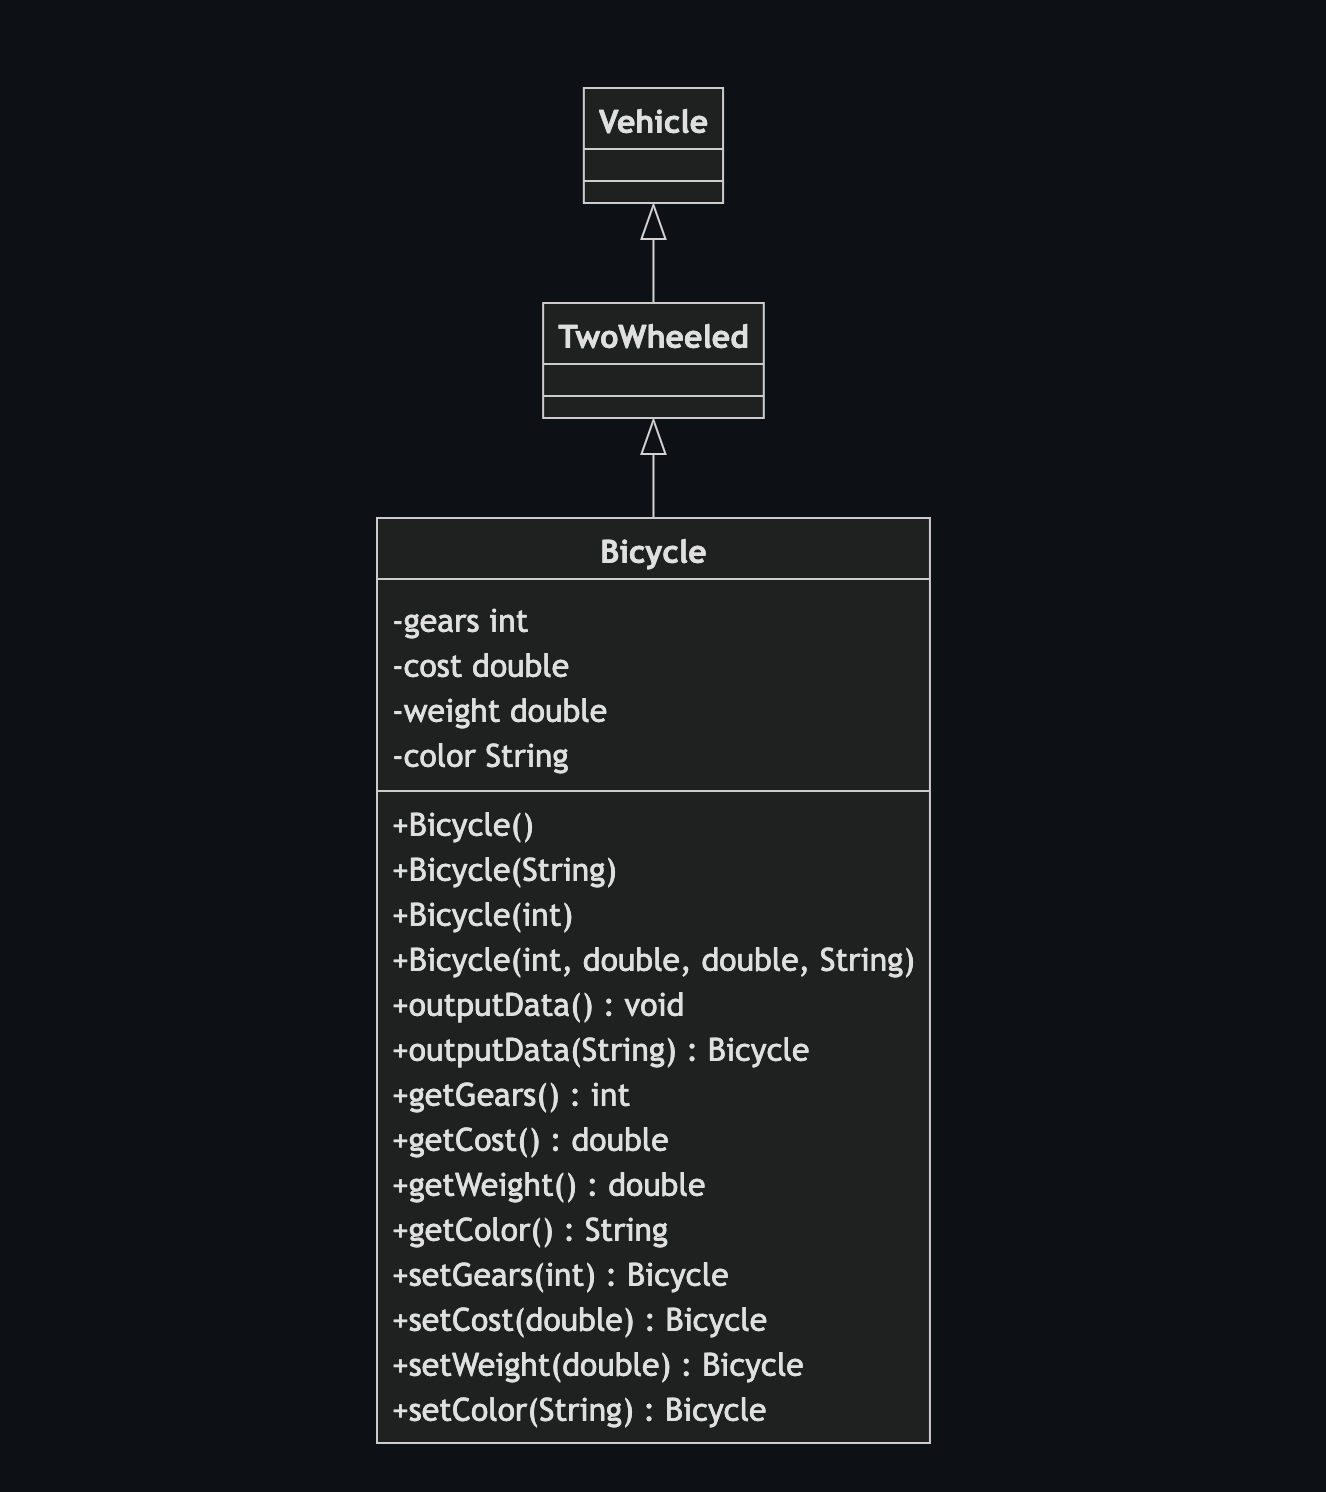 Vehicle
TwoWheeled
Bicycle
-gears int
-cost double
-weight double
-color String
+Bicycle()
+Bicycle(String)
+Bicycle(int)
+Bicycle(int, double, double, String)
+outputData() : void
+outputData(String) : Bicycle
+getGears() : int
+getCost() : double
+getWeight() : double
+getColor() : String
+setGears(int) : Bicycle
+setCost(double) : Bicycle
+setWeight(double) : Bicycle
+setColor(String) : Bicycle